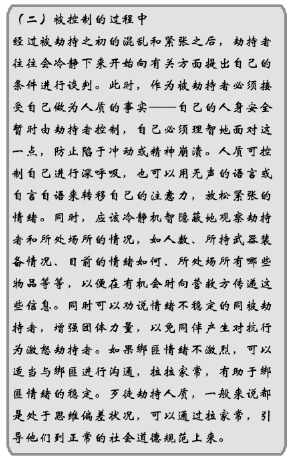 （二）被控制的过程中
经过被劫持之初的混乱和紧张之后，劫持者
往往会冷静下来开始向有关方面提出自己的
条件进行谈判。此时，作为被劫持者必须接
受自己做为人质的事实——自己的人身安全
暂时由劫持者控制，自己必须理智地面对这
一点，防止陷于冲动或精神崩溃。人质可控
制自己进行深呼吸，也可以用无声的语言或
自言自语来转移自己的注意力，放松紧张的
情绪。同时，应该冷静机智隐蔽地观察劫持
者和所处场所的情况，如人数、所持武器装
备情况、目前的情绪如何、所处场所有哪些
物品等等，以便在有机会时向营救方传递这
些信息。同时可以劝说情绪不稳定的同被劫
持者，增强团体力量，以免同伴产生对抗行
为激怒劫持者。如果绑匪情绪不激烈，可以
适当与绑匪进行沟通，拉拉家常，有助于绑
匪情绪的稳定。歹徒劫持人质，一般来说都
是处于思维偏差状况，可以通过拉家常，引
导他们到正常的社会道德规范上来。